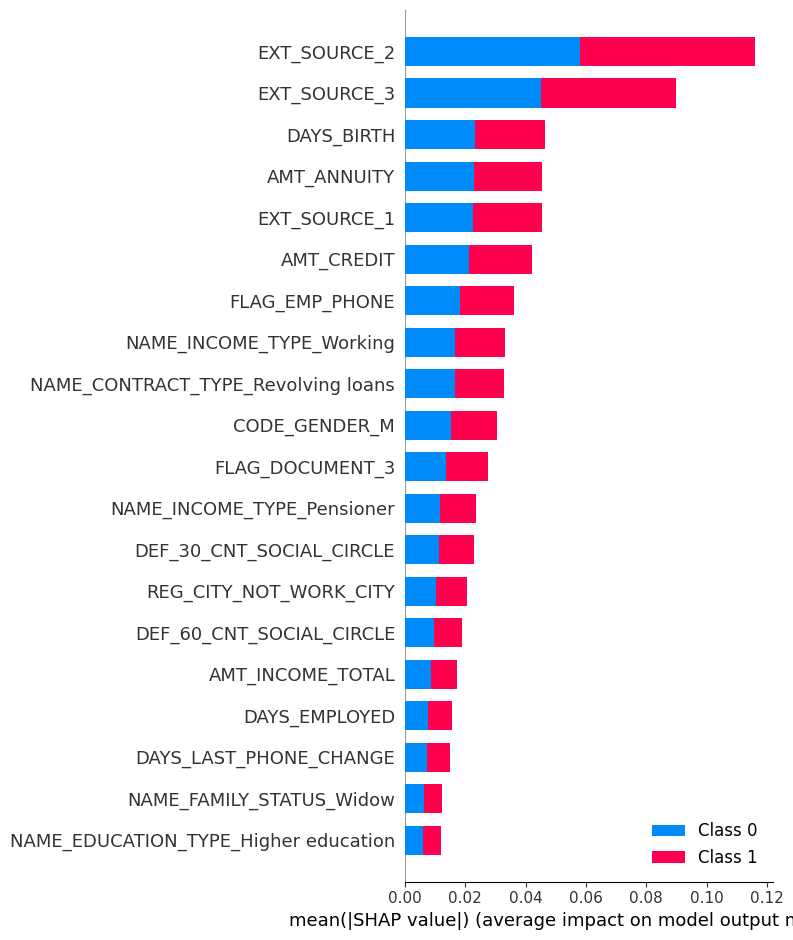 EXT_SOURCE_2
EXT_SOURCE_3
DAYS_BIRTH
AMT_ANNUITY
EXT_SOURCE_1
AMT_CREDIT
FLAG_EMP_PHONE
NAME_INCOME_TYPE_Working
NAME_CONTRACT_TYPE_Revolving loans
CODE_GENDER_M
FLAG_DOCUMENT_3
NAME_INCOME_TYPE_Pensioner
DEF_30_CNT_SOCIAL_CIRCLE
REG_CITY_NOT_WORK_CITY
DEF_60_CNT_SOCIAL_CIRCLE
AMT_INCOME_TOTAL
DAYS_EMPLOYED
DAYS_LAST_PHONE_CHANGE
NAME_FAMILY_STATUS_Widow
NAME_EDUCATION_TYPE_Higher education
Class 0
Class 1
0.00 0.02 0.04 0.06 0.08 0.10 0.12
mean(|SHAP value|) (average impact on model output